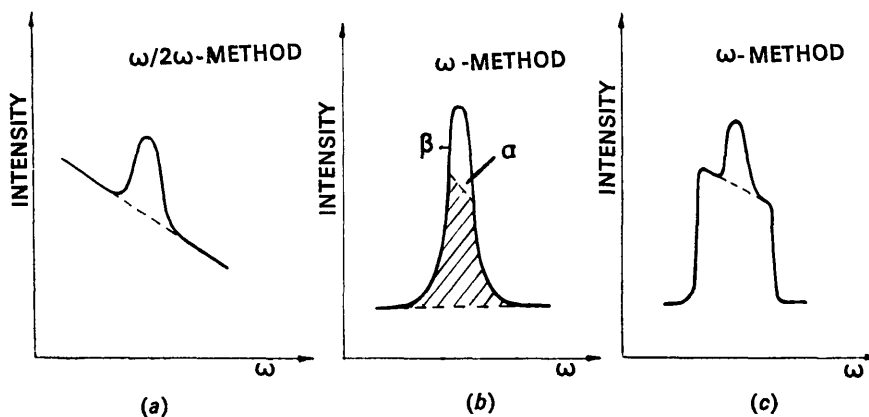 ω/2ω-METHOD
INTENSITY
ω
(a)
ω -METHOD
INTENSITY
β
α
ω
(b)
ω-METHOD
INTENSITY
ω
(c)